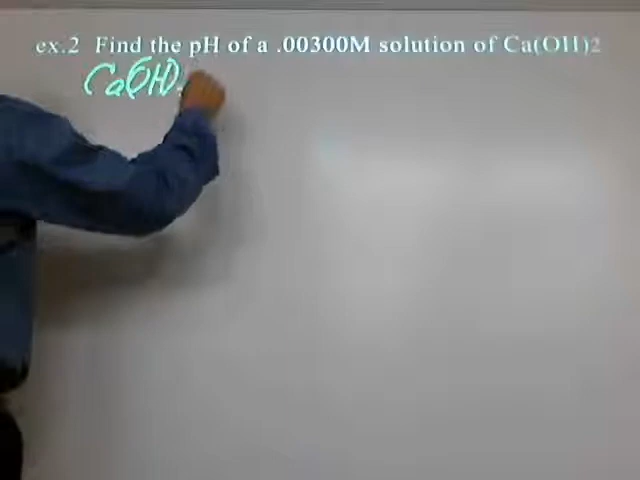 ex.2 Find the pH of a .00300M solution of Ca(OH)2
Ca(OH)